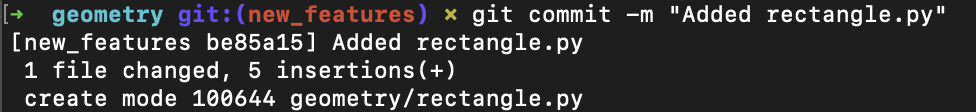 [➜  geometry git:(new_features) ✗ git commit -m "Added rectangle.py"
[new_features be85a15] Added rectangle.py
 1 file changed, 5 insertions(+)
 create mode 100644 geometry/rectangle.py